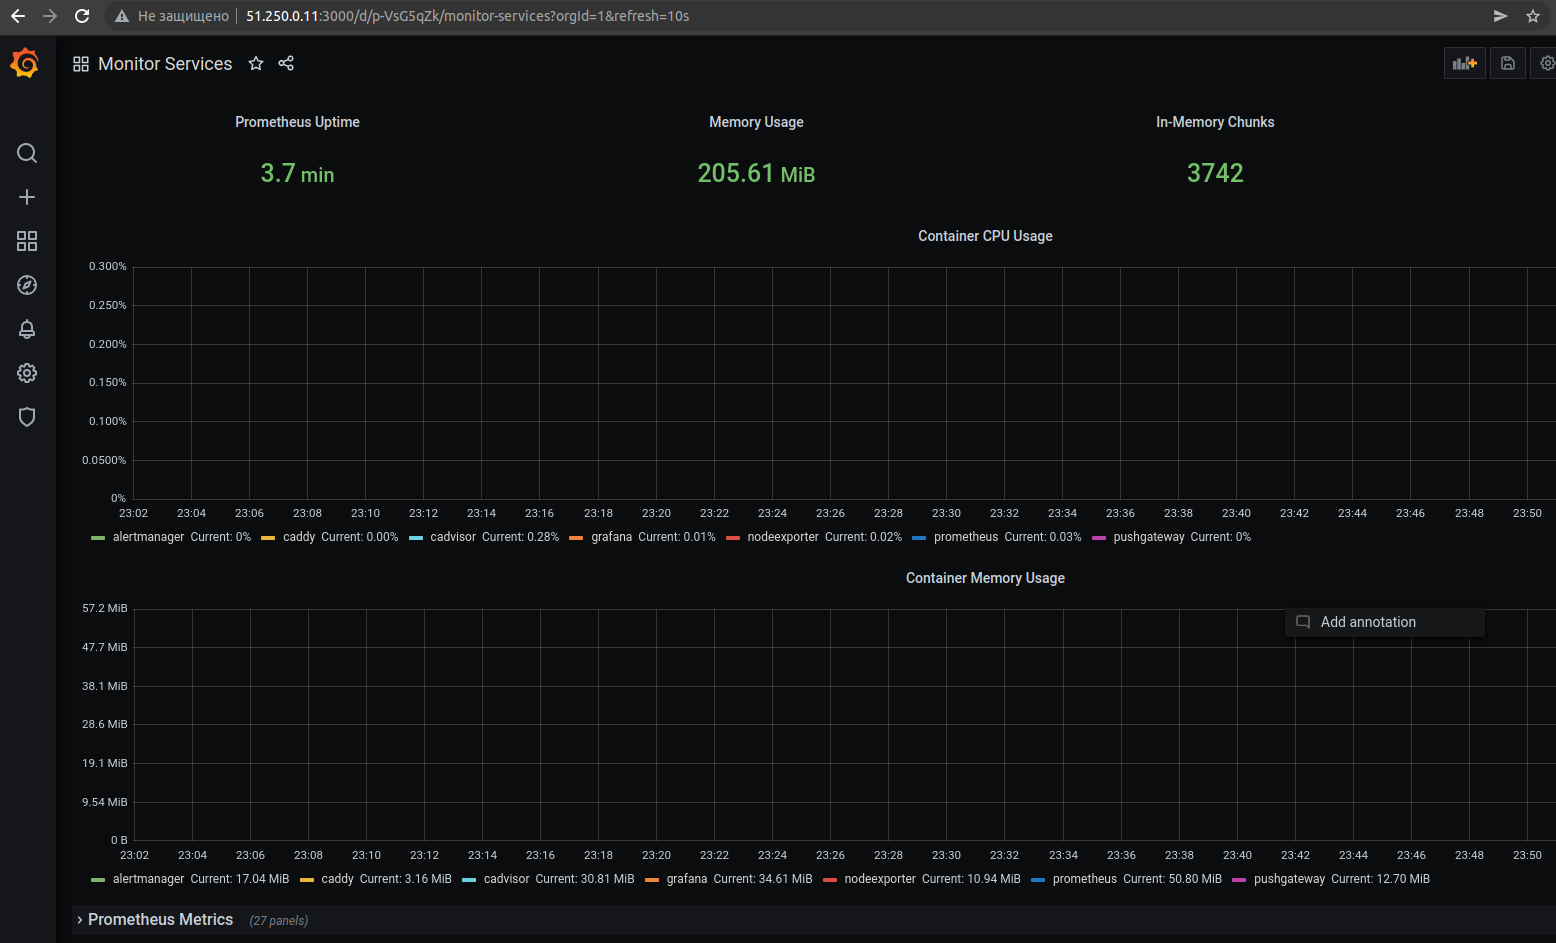 Не защищено 51.250.0.11:3000/d/p-VsG5qZk/monitor-services?orgId=1&refresh=10s
Monitor Services
Prometheus Uptime Memory Usage In-Memory Chunks
3.7 min 205.61 MiB 3742
Container CPU Usage
0.300%
0.250%
0.200%
0.150%
0.100%
0.0500%
0%
23:02 23:04 23:06 23:08 23:10 23:12 23:14 23:16 23:18 23:20 23:22 23:24 23:26 23:28 23:30 23:32 23:34 23:36 23:38 23:40 23:42 23:44 23:46 23:48 23:50
alertmanager Current: 0% caddy Current: 0.00% cadvisor Current: 0.28% grafana Current: 0.01% nodeexporter Current: 0.02% prometheus Current: 0.03% pushgateway Current: 0%
Container Memory Usage
57.2 MiB
Add annotation
47.7 MiB
38.1 MiB
28.6 MiB
19.1 MiB
9.54 MiB
0 B
23:02 23:04 23:06 23:08 23:10 23:12 23:14 23:16 23:18 23:20 23:22 23:24 23:26 23:28 23:30 23:32 23:34 23:36 23:38 23:40 23:42 23:44 23:46 23:48 23:50
alertmanager Current: 17.04 MiB caddy Current: 3.16 MiB cadvisor Current: 30.81 MiB grafana Current: 34.61 MiB nodeexporter Current: 10.94 MiB prometheus Current: 50.80 MiB pushgateway Current: 12.70 MiB
Prometheus Metrics (27 panels)